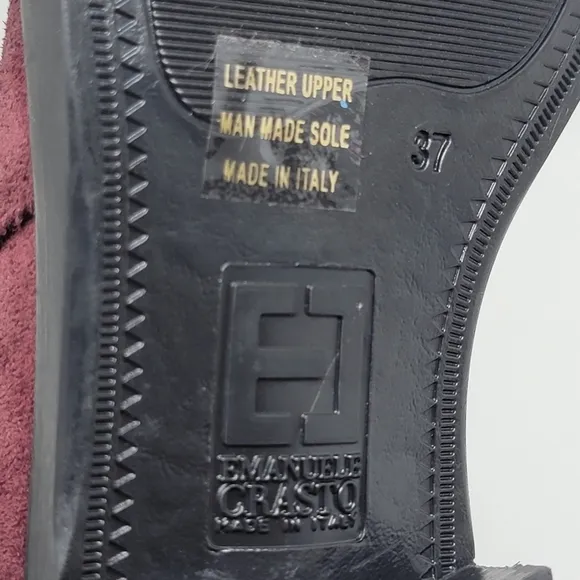 LEATHER UPPER
MAN MADE SOLE
MADE IN ITALY
37
EMANUELE
CRASTO
MADE IN ITALY